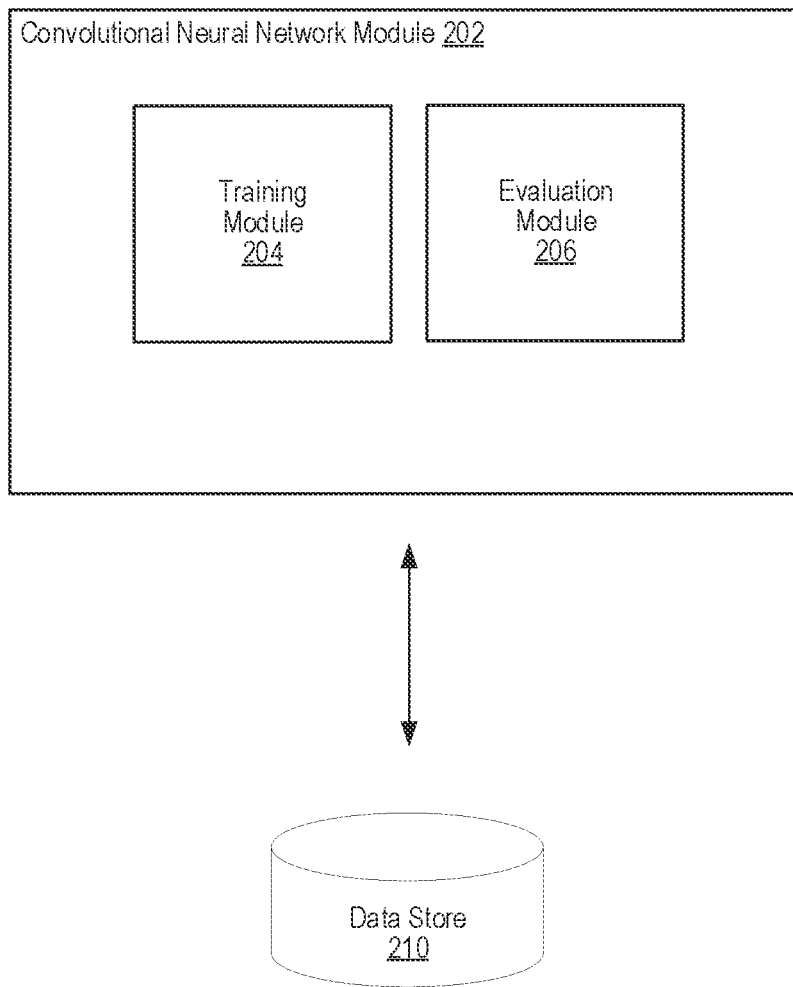 Convolutional Neural Network Module 202
Training
Module
204
Evaluation
Module
206
Data Store
210